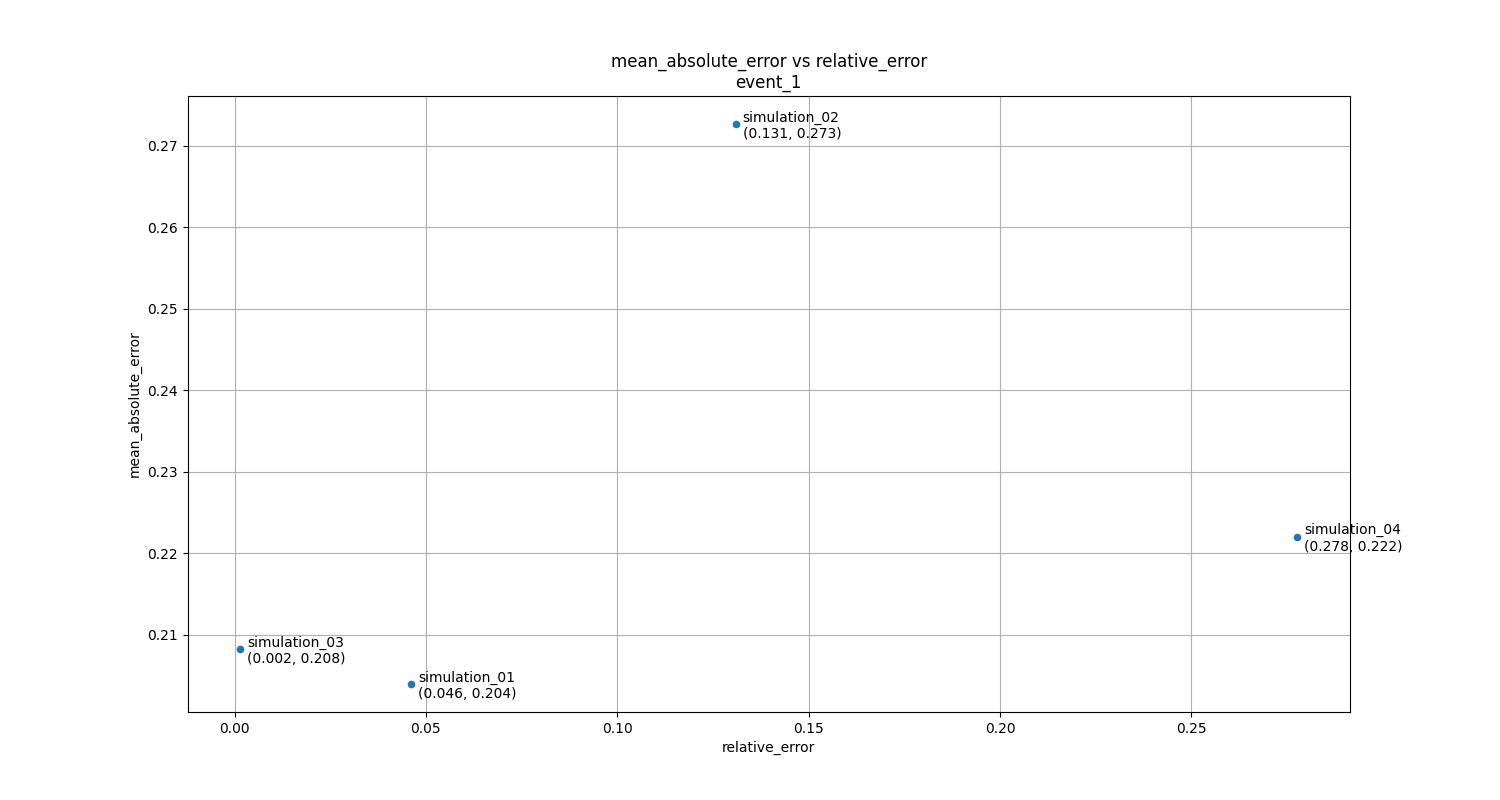 mean_absolute_error vs relative_error
event_1
simulation_02
(0.131, 0.273)
0.27
0.26
0.25
mean_absolute_error
0.24
0.23
simulation_04
(0.278, 0.222)
0.22
0.21
simulation_03
(0.002, 0.208)
simulation_01
(0.046, 0.204)
0.00 0.05 0.10 0.15 0.20 0.25
relative_error